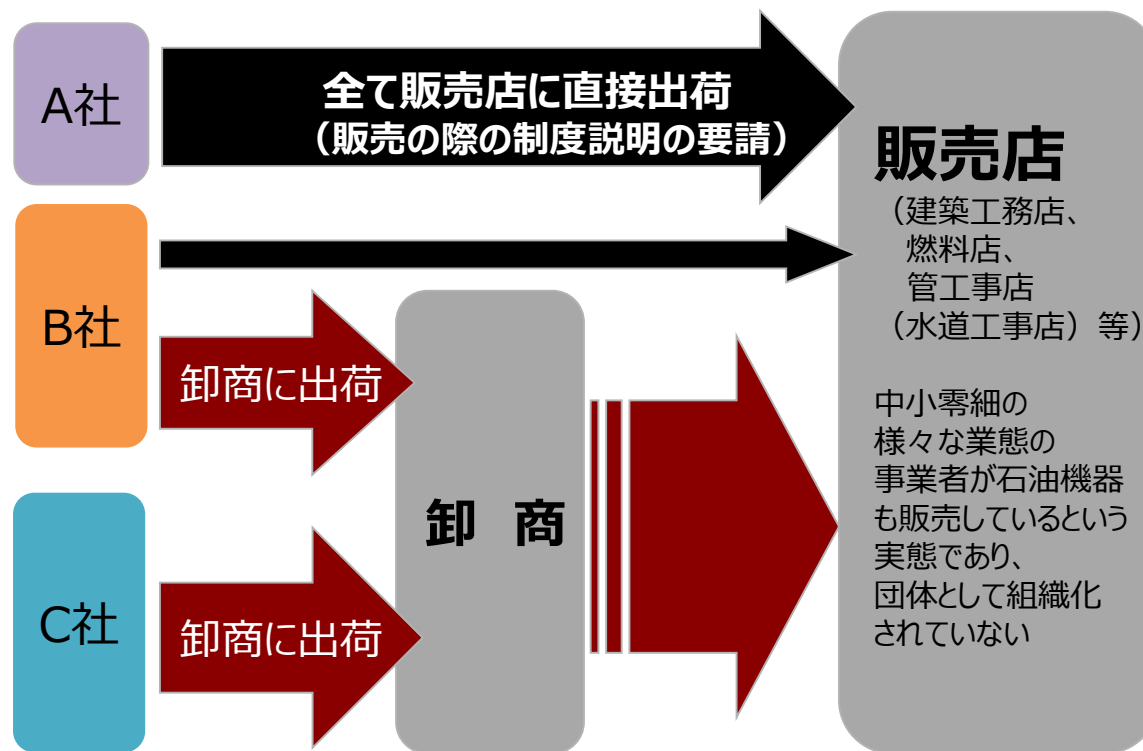 A社
全て販売店に直接出荷
（販売の際の制度説明の要請）
B社
卸商に出荷
C社
卸商に出荷
卸 商
販売店
（建築工務店、
燃料店、
管工事店
（水道工事店）等）
中小零細の
様々な業態の
事業者が石油機器
も販売しているという
実態であり、
団体として組織化
されていない